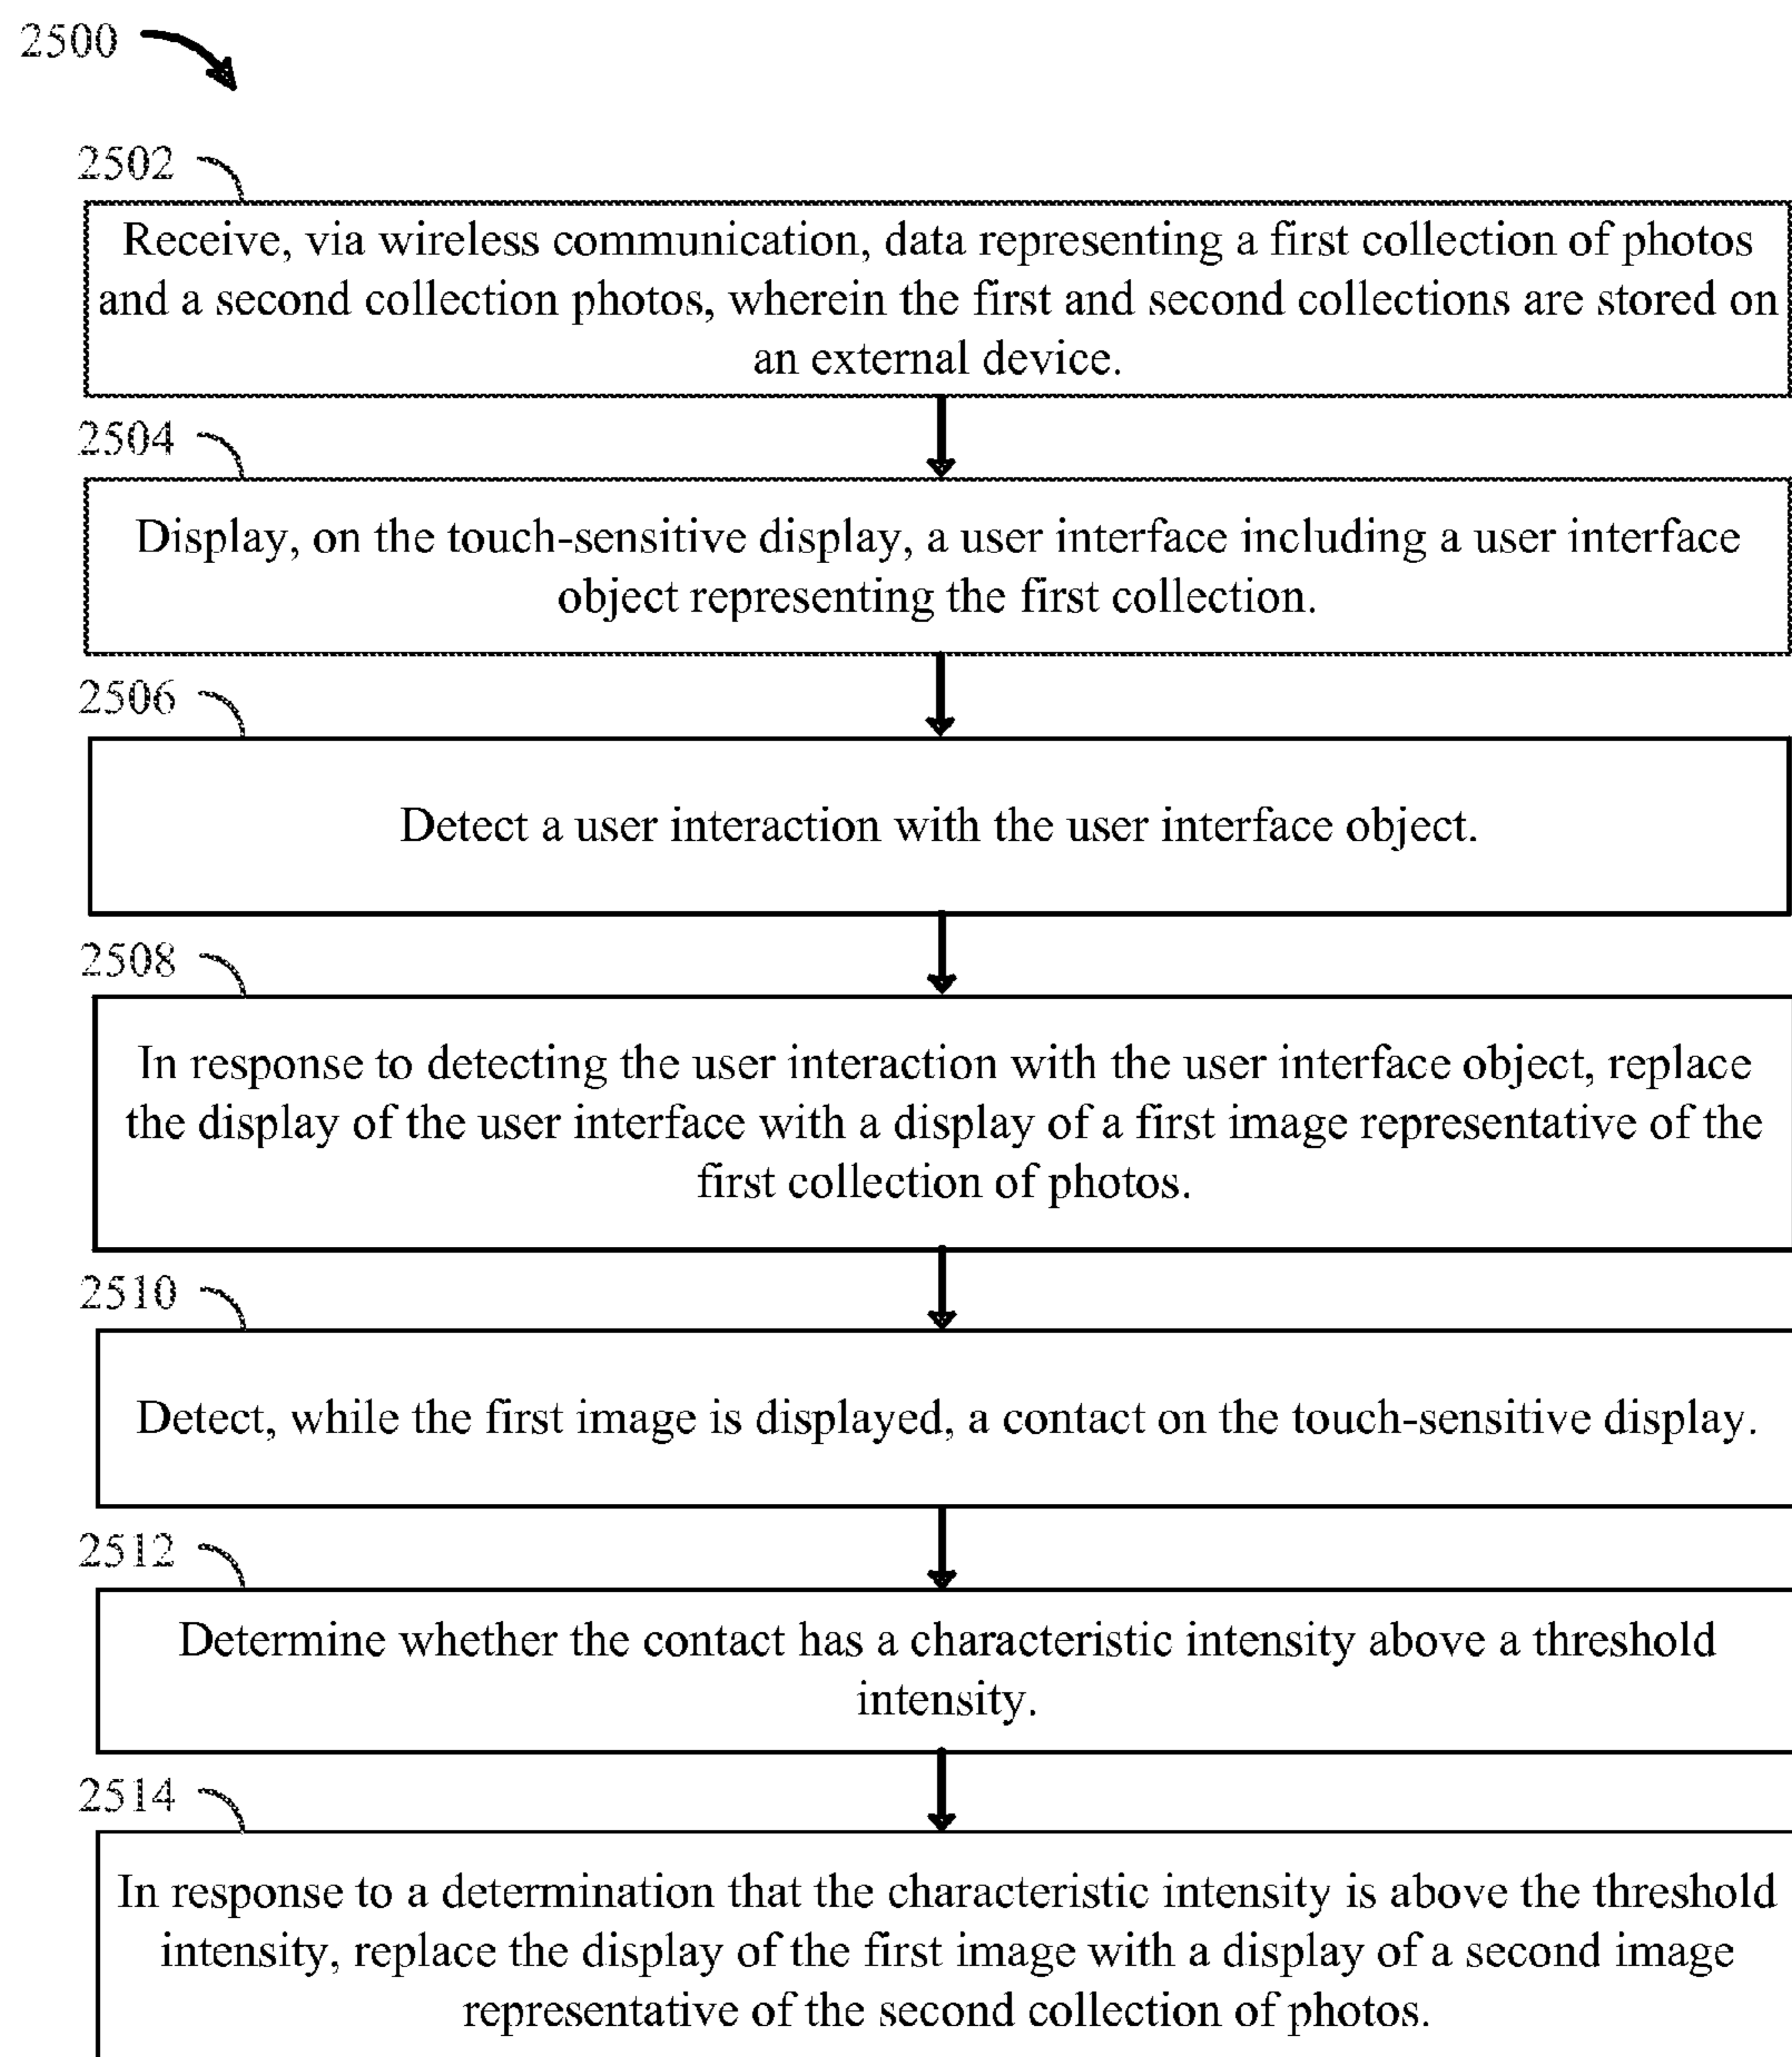 2500
2502
Receive, via wireless communication, data representing a first collection of photos
and a second collection photos, wherein the first and second collections are stored on
an external device.
2504
Display, on the touch-sensitive display, a user interface including a user interface
object representing the first collection.
2506
Detect a user interaction with the user interface object.
2508
In response to detecting the user interaction with the user interface object, replace
the display of the user interface with a display of a first image representative of the
first collection of photos.
2510
Detect, while the first image is displayed, a contact on the touch-sensitive display.
2512
Determine whether the contact has a characteristic intensity above a threshold
intensity.
2514
In response to a determination that the characteristic intensity is above the threshold
intensity, replace the display of the first image with a display of a second image
representative of the second collection of photos.